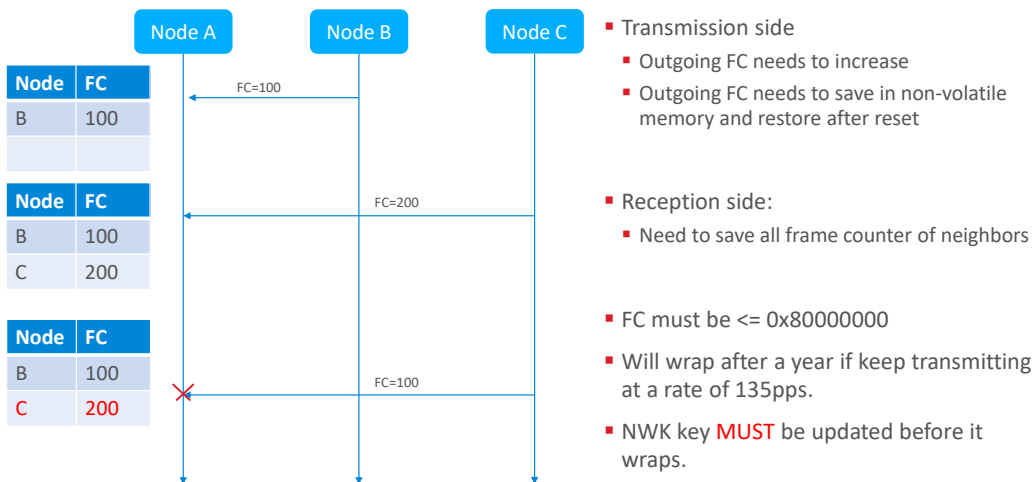 Node A
Node B
Node C
Node FC
B 100
FC=100
Node FC
B 100
C 200
FC=200
Node FC
B 100
C 200
FC=100
Transmission side
Outgoing FC needs to increase
Outgoing FC needs to save in non-volatile
memory and restore after reset
Reception side:
Need to save all frame counter of neighbors
FC must be <= 0x80000000
Will wrap after a year if keep transmitting
at a rate of 135pps.
NWK key MUST be updated before it
wraps.